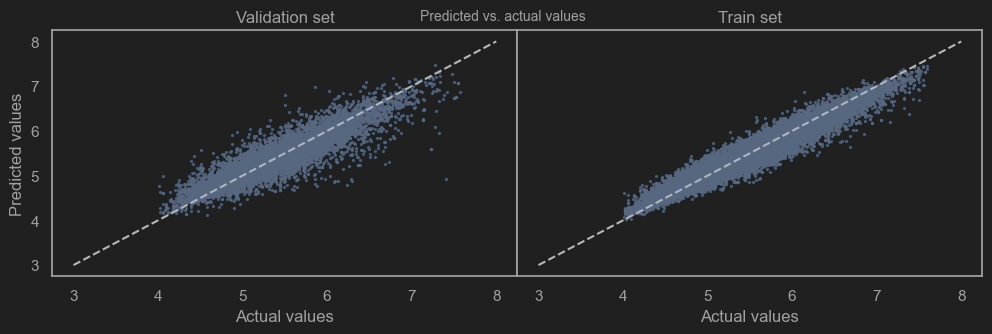 Predicted vs. actual values
Validation set
Train set
Predicted values
8
7
6
5
4
3
3 4 5 6 7 8
3 4 5 6 7 8
Actual values
Actual values